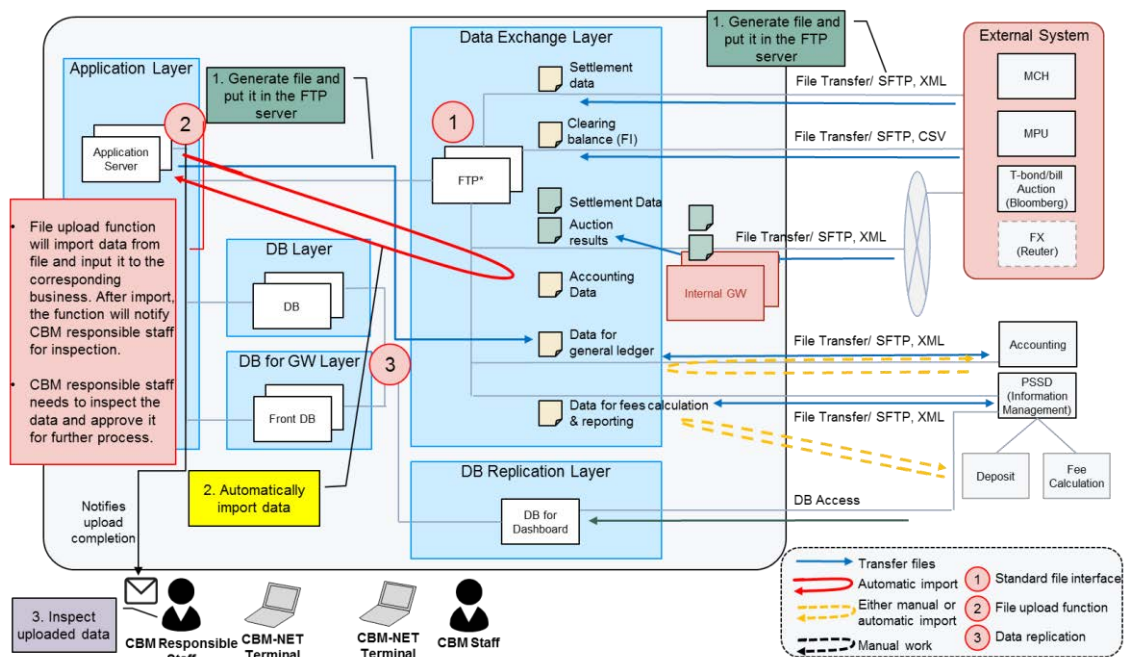 1. Generate file and
put it in the FTP
server
Data Exchange Layer
External System
Application Layer
1. Generate file and
put it in the FTP
server
Settlement
data
File Transfer/ SFTP, XML
MCH
2
1
Clearing
balance (FI)
File Transfer/ SFTP, CSV
MPU
Application
Server
FTP*
T-bond/bill
Auction
(Bloomberg)
Settlement Data
Auction
results
File Transfer/ SFTP, XML
FX
(Reuter)
• File upload function
will import data from
file and input it to the
corresponding
business. After import,
the function will notify
CBM responsible staff
for inspection.
• CBM responsible staff
needs to inspect the
data and approve it
for further process.
DB Layer
DB
Accounting
Data
Internal GW
Data for
general ledger
File Transfer/ SFTP, XML
Accounting
DB for GW Layer
3
Front DB
PSSD
(Information
Management)
Data for fees calculation
& reporting
File Transfer/ SFTP, XML
2. Automatically
import data
DB Replication Layer
Deposit
Fee
Calculation
DB for
Dashboard
DB Access
Notifies
upload
completion
Transfer files
Automatic import
Either manual or
automatic import
Manual work
1 Standard file interface
2 File upload function
3 Data replication
3. Inspect
uploaded data
CBM Responsible
Staff
CBM-NET
Terminal
CBM-NET
Terminal
CBM Staff